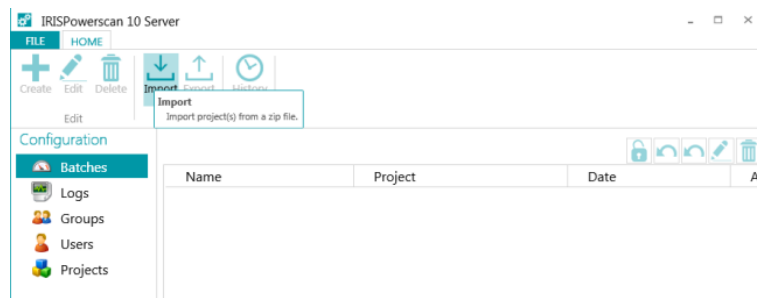 IRISPowerscan 10 Server
FILE HOME
Create Edit Delete Import Export History
Import
Import project(s) from a zip file.
Edit
Configuration
Batches
Name Project Date A
Logs
Groups
Users
Projects